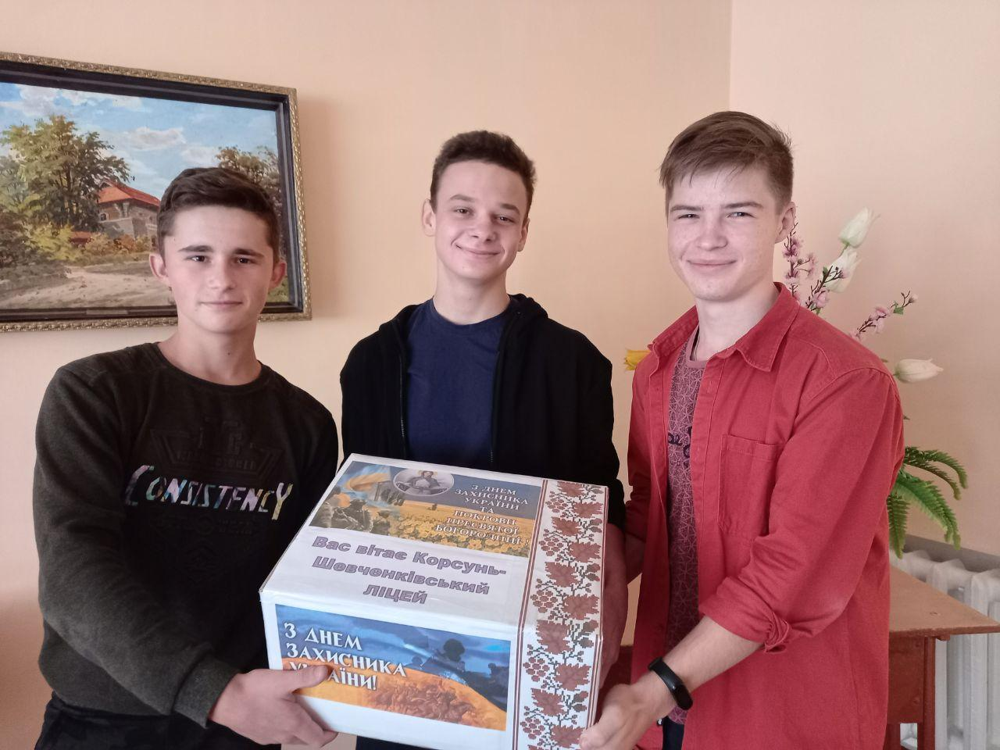 CONSISTENCY
З ДНЕМ
ЗАХИСНИКА
УКРАЇНИ
ТА
ПОКРОВИ
ПРЕСВЯТОЇ
БОГОРОДИЦІ!
Вас вітає Корсунь-
Шевченківський
ЛІЦЕЙ
З ДНЕМ
ЗАХИСНИКА
УКРАЇНИ!